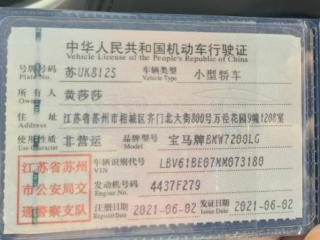 中华人民共和国机动车行驶证
Vehicle License of the People's Republic of China
号牌号码 苏UK8125 车辆类型 小型轿车
Plate No. Vehicle Type
所有人 黄莎莎
Owner
住址 江苏省苏州市相城区齐门北大街800号万泾花园9幢1208室
Address
使用性质 非营运 品牌型号 宝马牌BMW7200LG
Use Character Model
江苏省苏州市公安局交通警察支队
车辆识别代号 LBV61BE07MM073180
VIN
发动机号码 4437F279
Engine No.
注册日期 2021-06-02 发证日期 2021-06-02
Register Date Issue Date